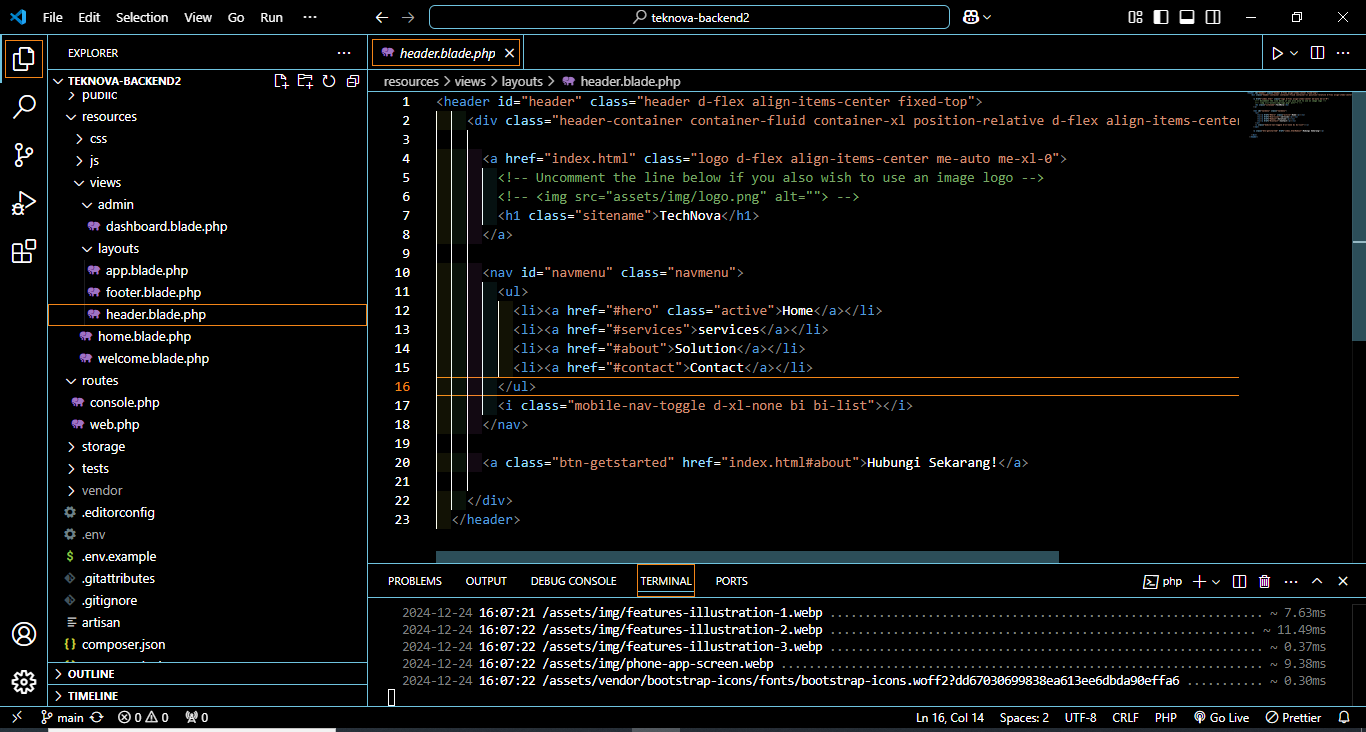 File Edit Selection View Go Run ··· teknova-backend2
EXPLORER ···
TEKNOVA-BACKEND2
public
resources
css
js
views
admin
dashboard.blade.php
layouts
app.blade.php
footer.blade.php
header.blade.php
home.blade.php
welcome.blade.php
routes
console.php
web.php
storage
tests
vendor
.editorconfig
.env
$ .env.example
.gitattributes
.gitignore
artisan
{} composer.json
OUTLINE
TIMELINE
header.blade.php
resources > views > layouts > header.blade.php
1 <header id="header" class="header d-flex align-items-center fixed-top">
2 <div class="header-container container-fluid container-xl position-relative d-flex align-items-center
3
4 <a href="index.html" class="logo d-flex align-items-center me-auto me-xl-0">
5 <!-- Uncomment the line below if you also wish to use an image logo -->
6 <!-- <img src="assets/img/logo.png" alt=""> -->
7 <h1 class="sitename">TechNova</h1>
8 </a>
9
10 <nav id="navmenu" class="navmenu">
11 <ul>
12 <li><a href="#hero" class="active">Home</a></li>
13 <li><a href="#services">services</a></li>
14 <li><a href="#about">Solution</a></li>
15 <li><a href="#contact">Contact</a></li>
16 </ul>
17 <i class="mobile-nav-toggle d-xl-none bi bi-list"></i>
18 </nav>
19
20 <a class="btn-getstarted" href="index.html#about">Hubungi Sekarang!</a>
21
22 </div>
23 </header>
PROBLEMS OUTPUT DEBUG CONSOLE TERMINAL PORTS php
2024-12-24 16:07:21 /assets/img/features-illustration-1.webp ~ 7.63ms
2024-12-24 16:07:22 /assets/img/features-illustration-2.webp ~ 11.49ms
2024-12-24 16:07:22 /assets/img/features-illustration-3.webp ~ 0.37ms
2024-12-24 16:07:22 /assets/img/phone-app-screen.webp ~ 9.38ms
2024-12-24 16:07:22 /assets/vendor/bootstrap-icons/fonts/bootstrap-icons.woff2?dd67030699838ea613ee6dbda90effa6 ~ 0.30ms
main 0 0 0 Ln 16, Col 14 Spaces: 2 UTF-8 CRLF PHP Go Live Prettier